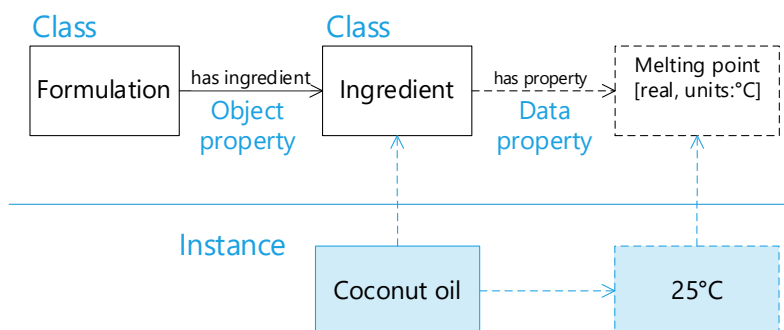 Class
Class
Formulation
has ingredient
Object
property
Ingredient
has property
Data
property
Melting point
[real, units:°C]
Instance
Coconut oil
25°C